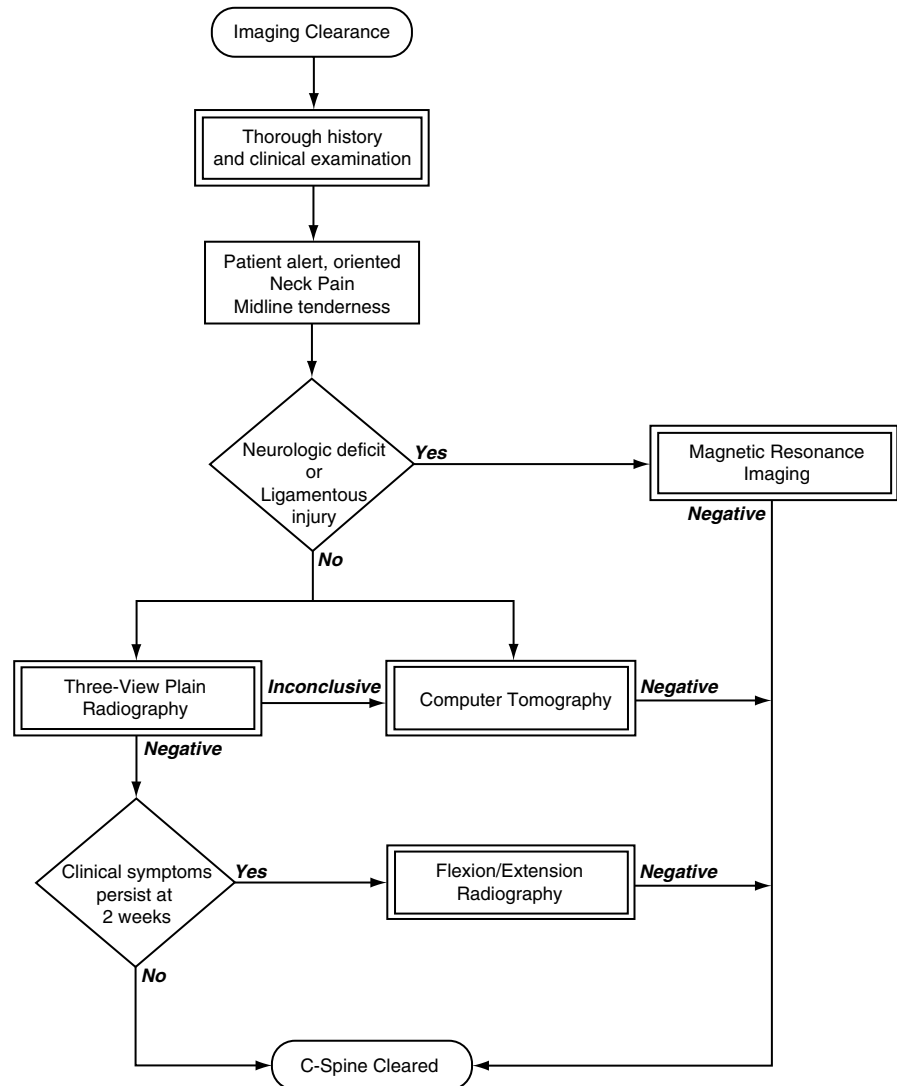 Imaging Clearance
Thorough history
and clinical examination
Patient alert, oriented
Neck Pain
Midline tenderness
Neurologic deficit
or
Ligamentous
injury
Yes
Magnetic Resonance
Imaging
Negative
No
Three-View Plain
Radiography
Inconclusive
Computer Tomography
Negative
Negative
Clinical symptoms
persist at
2 weeks
Yes
Flexion/Extension
Radiography
Negative
No
C-Spine Cleared